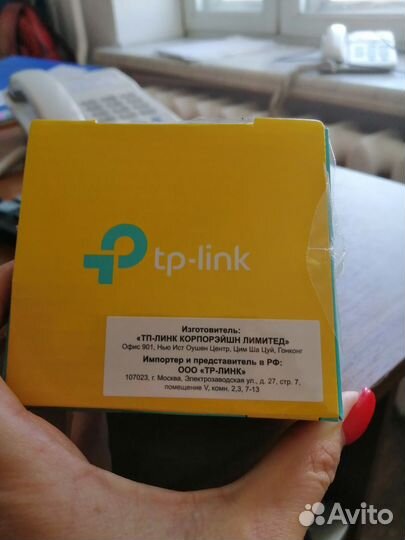 tp-link
Изготовитель:
«ТП-ЛИНК КОРПОРЭЙШН ЛИМИТЕД»
Офис 901, Нью Ист Оушен Центр, Цим Ша Цуй, Гонконг
Импортер и представитель в РФ:
ООО «ТР-ЛИНК»
107023, г. Москва, Электрозаводская ул., д. 27, стр. 7.
помещение V, комн. 2,3, 7-13
Avito